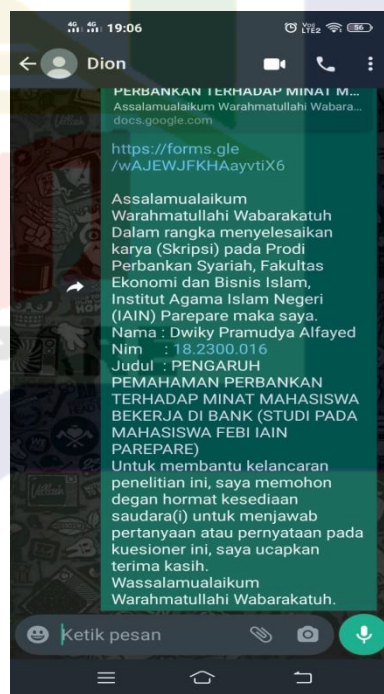 4G 4G 19:06
VoLTE2 56
Dion
PERBANKAN TERHADAP MINAT M...
Assalamualaikum Warahmatullahi Wabara...
docs.google.com
https://forms.gle
/wAJEWJFKHAayvtiX6
Assalamualaikum
Warahmatullahi Wabarakatuh
Dalam rangka menyelesaikan
karya (Skripsi) pada Prodi
Perbankan Syariah, Fakultas
Ekonomi dan Bisnis Islam,
Institut Agama Islam Negeri
(IAIN) Parepare maka saya.
Nama : Dwiky Pramudya Alfayed
Nim : 18.2300.016
Judul : PENGARUH
PEMAHAMAN PERBANKAN
TERHADAP MINAT MAHASISWA
BEKERJA DI BANK (STUDI PADA
MAHASISWA FEBI IAIN
PAREPARE)
Untuk membantu kelancaran
penelitian ini, saya memohon
degan hormat kesediaan
saudara(i) untuk menjawab
pertanyaan atau pernyataan pada
kuesioner ini, saya ucapkan
terima kasih.
Wassalamualaikum
Warahmatullahi Wabarakatuh.
Ketik pesan